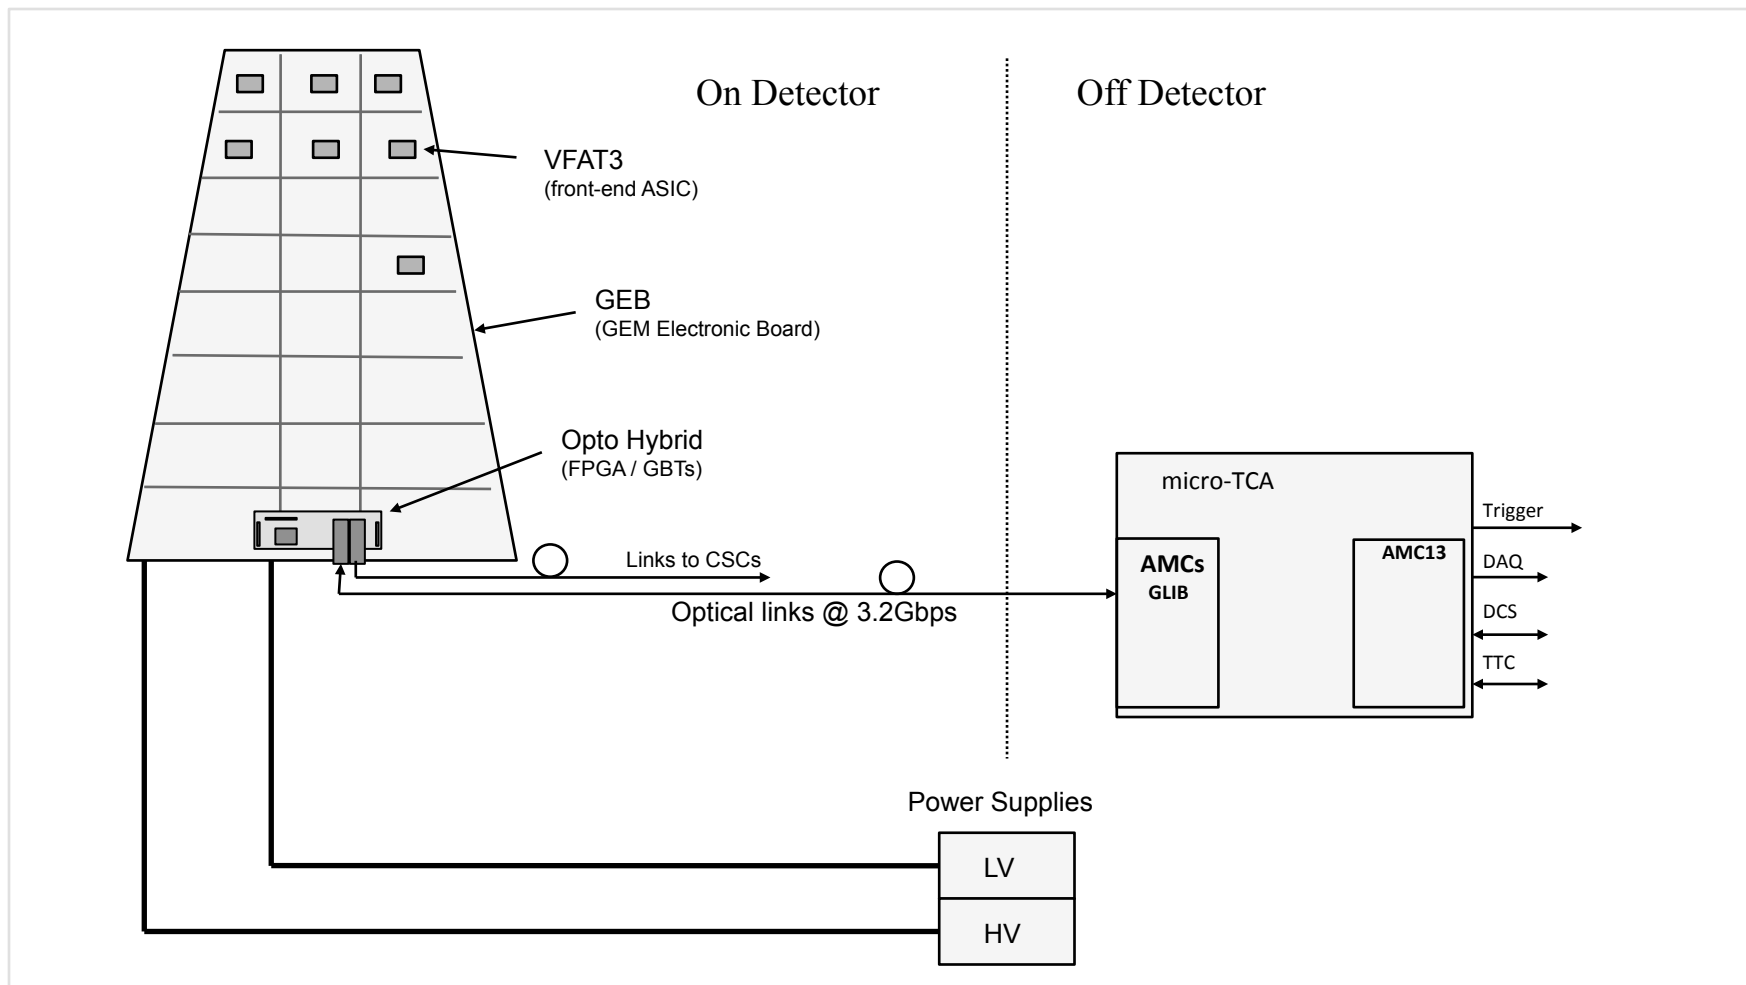 On Detector
Off Detector
VFAT3
(front-end ASIC)
GEB
(GEM Electronic Board)
Opto Hybrid
(FPGA / GBTs)
micro-TCA
Trigger
AMCs
GLIB
AMC13
DAQ
DCS
TTC
Links to CSCs
Optical links @ 3.2Gbps
Power Supplies
LV
HV